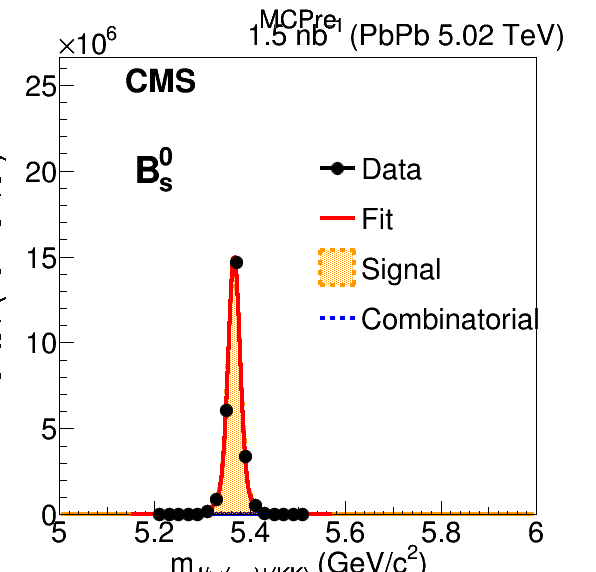 MCPre
1.5 nb⁻¹ (PbPb 5.02 TeV)
×10⁶
CMS
B⁰ₛ
Data
Fit
Signal
Combinatorial
25
20
15
10
5
0
5 5.2 5.4 5.6 5.8 6
(GeV/c²)